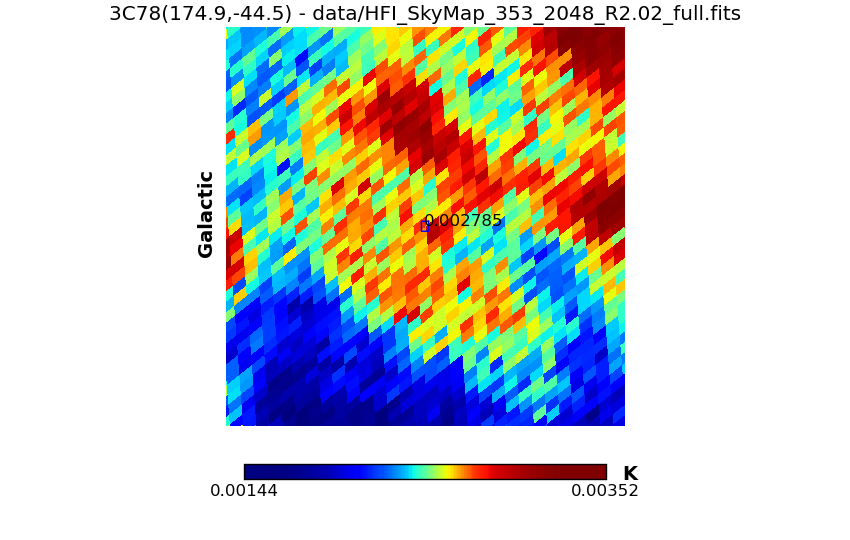 3C78(174.9,-44.5) - data/HFI_SkyMap_353_2048_R2.02_full.fits
Galactic
0.002785
K
0.00144
0.00352